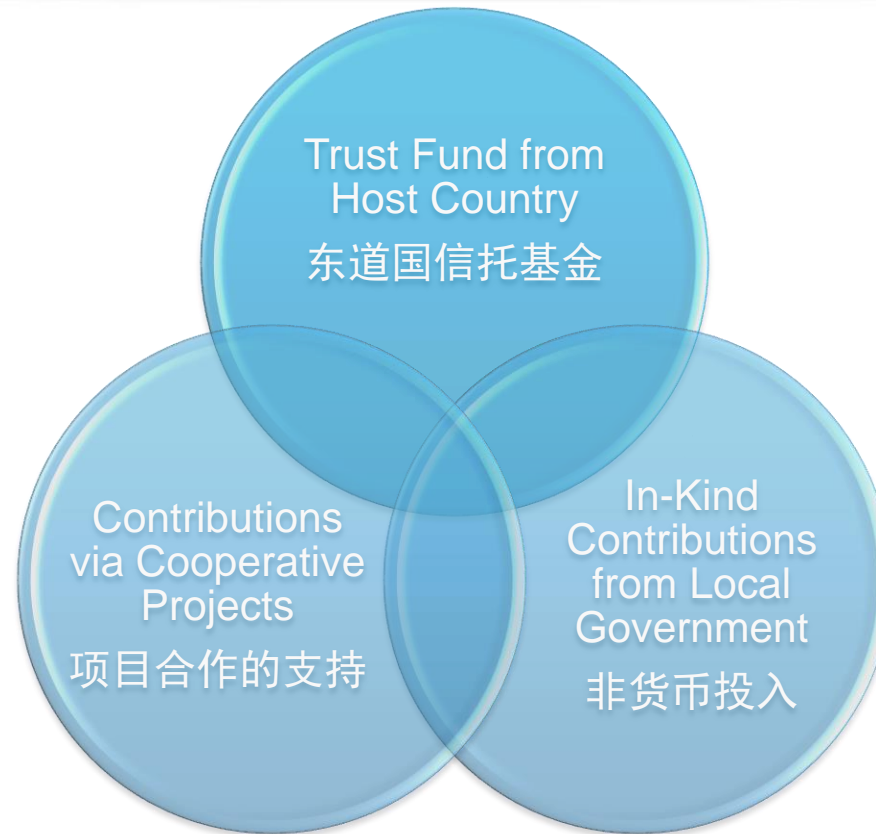 Trust Fund from
Host Country
东道国信托基金
Contributions
via Cooperative
Projects
项目合作的支持
In-Kind
Contributions
from Local
Government
非货币投入